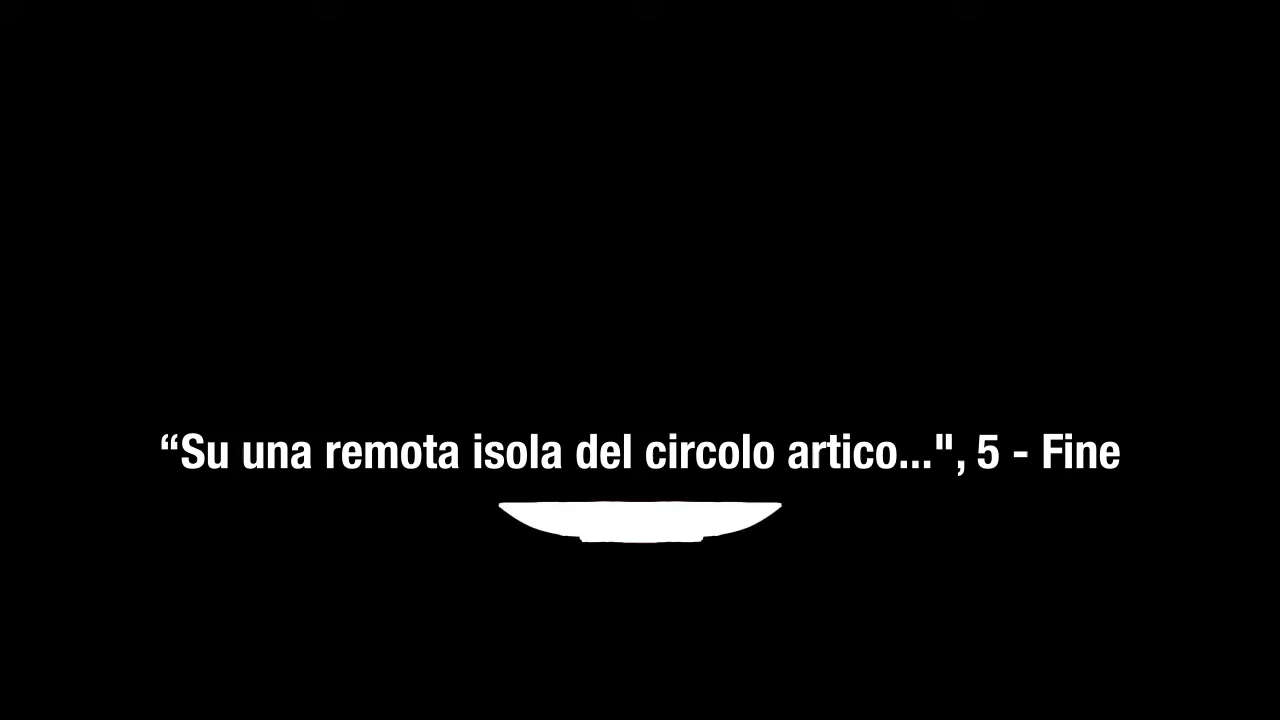 “Su una remota isola del circolo artico...", 5 - Fine